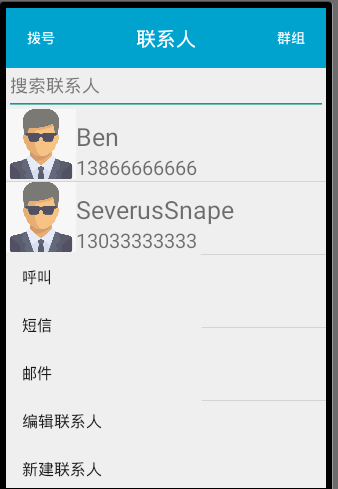 拨号 联系人 群组
搜索联系人
Ben
13866666666
SeverusSnape
13033333333
呼叫
短信
邮件
编辑联系人
新建联系人